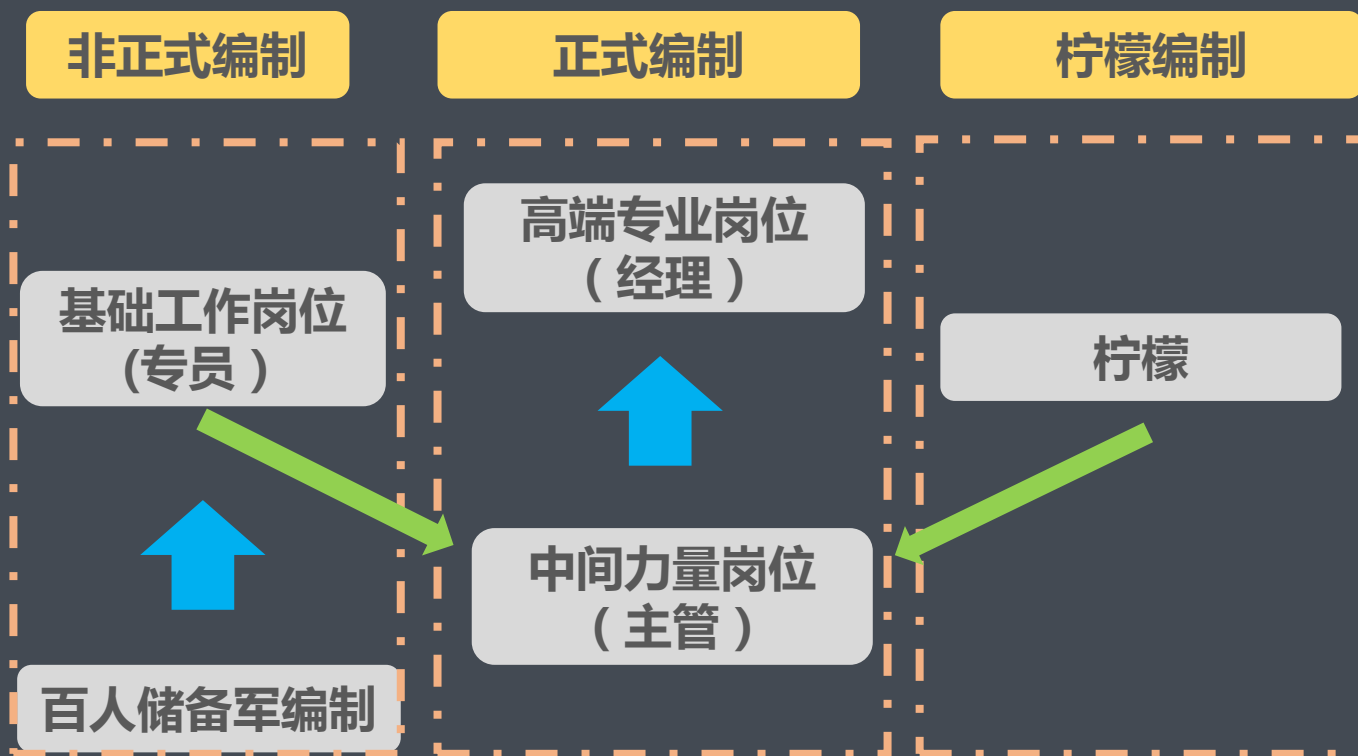 非正式编制
正式编制
柠檬编制
高端专业岗位
（经理）
基础工作岗位
(专员）
柠檬
中间力量岗位
（主管）
百人储备军编制